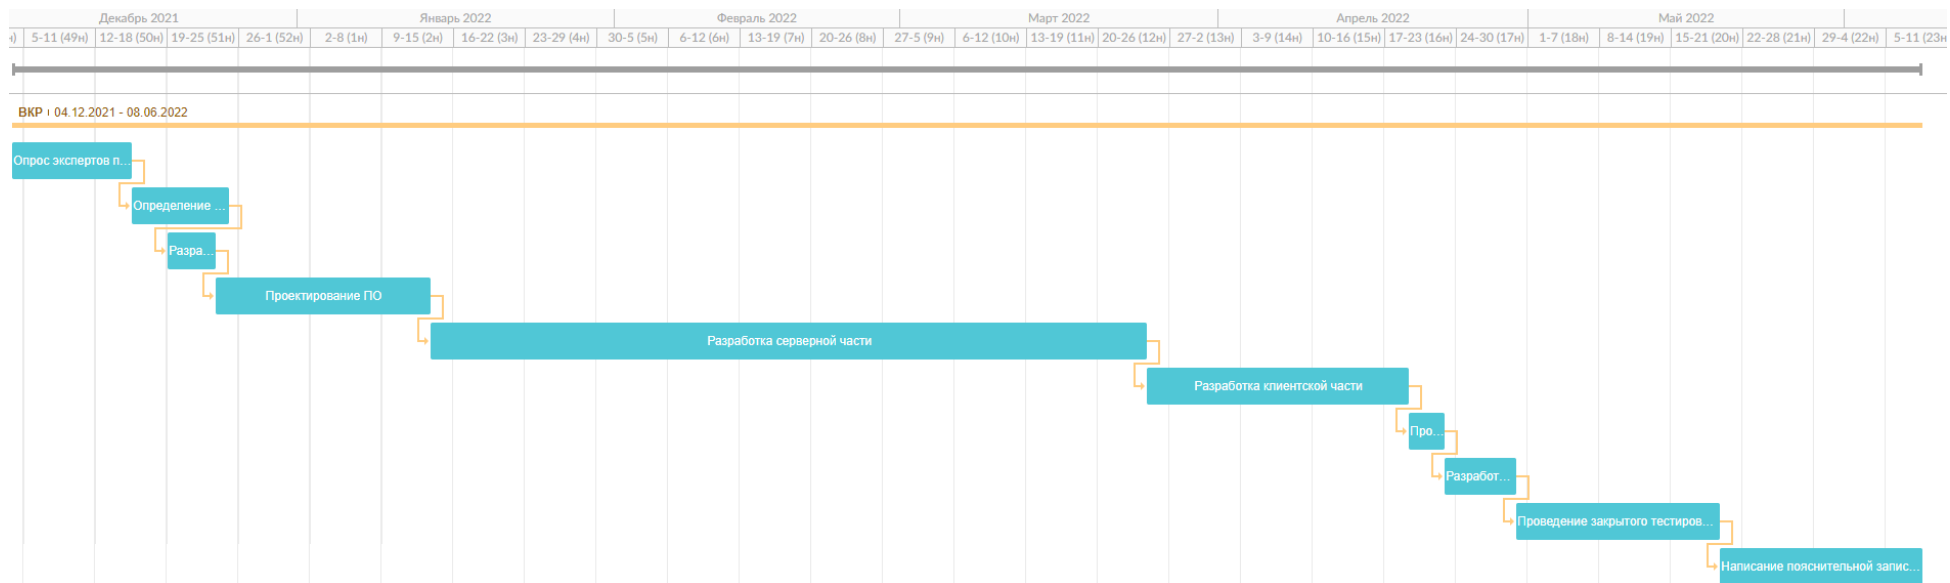 Декабрь 2021 Январь 2022 Февраль 2022 Март 2022 Апрель 2022 Май 2022
н) 5-11 (49н) 12-18 (50н) 19-25 (51н) 26-1 (52н) 2-8 (1н) 9-15 (2н) 16-22 (3н) 23-29 (4н) 30-5 (5н) 6-12 (6н) 13-19 (7н) 20-26 (8н) 27-5 (9н) 6-12 (10н) 13-19 (11н) 20-26 (12н) 27-2 (13н) 3-9 (14н) 10-16 (15н) 17-23 (16н) 24-30 (17н) 1-7 (18н) 8-14 (19н) 15-21 (20н) 22-28 (21н) 29-4 (22н) 5-11 (23н
ВКР | 04.12.2021 - 08.06.2022
Опрос экспертов п...
Определение ...
Разра...
Проектирование ПО
Разработка серверной части
Разработка клиентской части
Про...
Разработ...
Проведение закрытого тестиров...
Написание пояснительной запис...